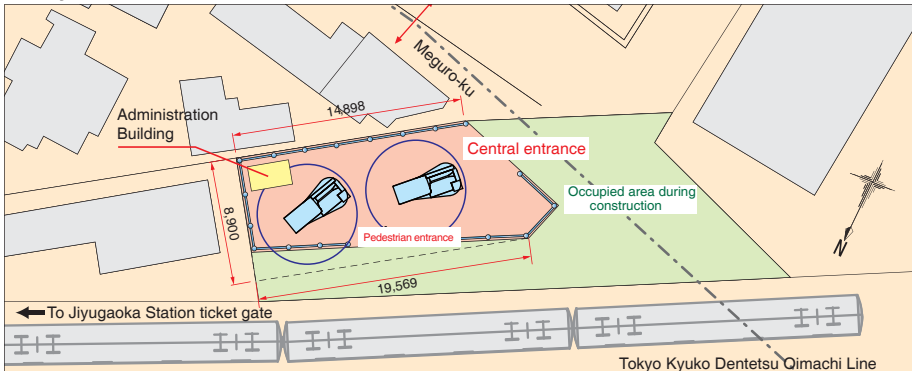 Meguro-ku
14,898
Administration
Building
Central entrance
Occupied area during
construction
8,900
Pedestrian entrance
N
19,569
To Jiyugaoka Station ticket gate
Tokyo Kyuko Dentetsu Qimachi Line